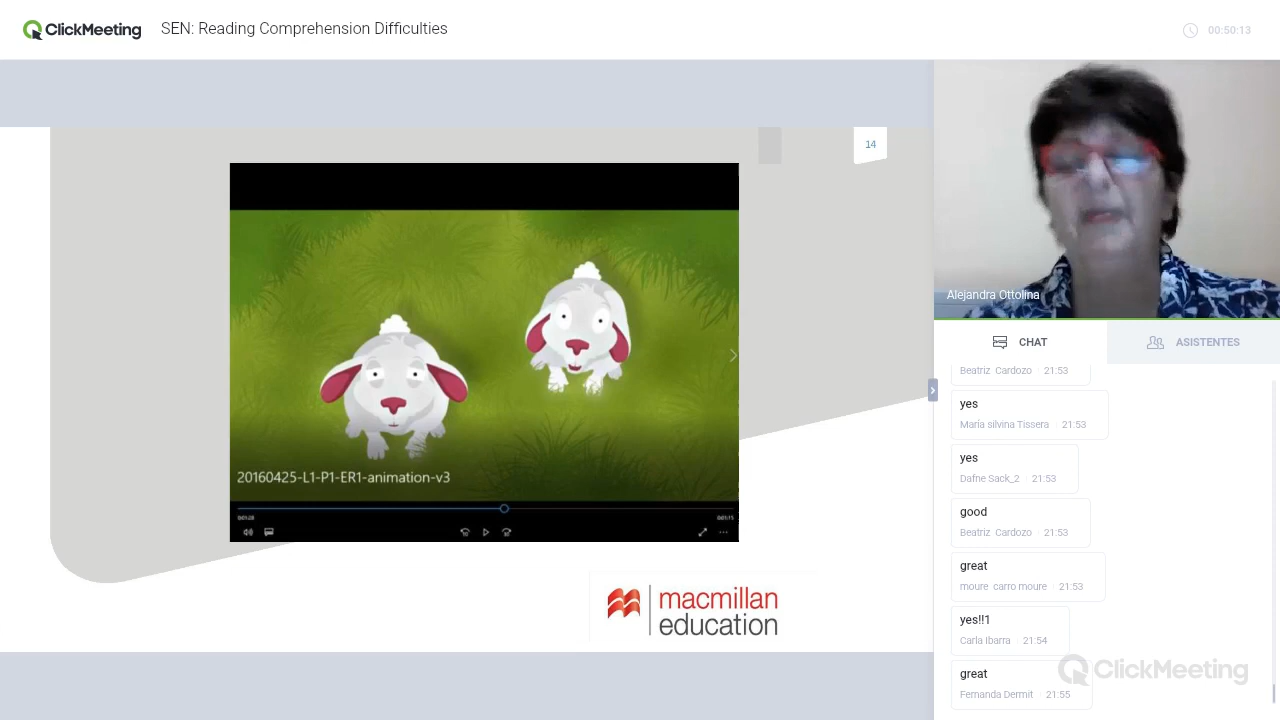 ClickMeeting
SEN: Reading Comprehension Difficulties
00:50:13
14
20160425-L1-P1-ER1-animation-v3
macmillan
education
Alejandra Ottolina
CHAT
ASISTENTES
Beatriz Cardozo · 21:53
yes
María silvina Tissera · 21:53
yes
Dafne Sack_2 · 21:53
good
Beatriz Cardozo · 21:53
great
moure carro moure · 21:53
yes!!1
Carla Ibarra · 21:54
great
Fernanda Dermit · 21:55
ClickMeeting